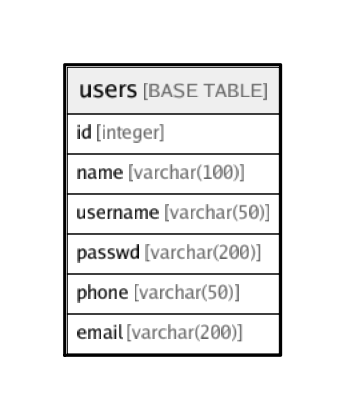 users [BASE TABLE]
id [integer]
name [varchar(100)]
username [varchar(50)]
passwd [varchar(200)]
phone [varchar(50)]
email [varchar(200)]